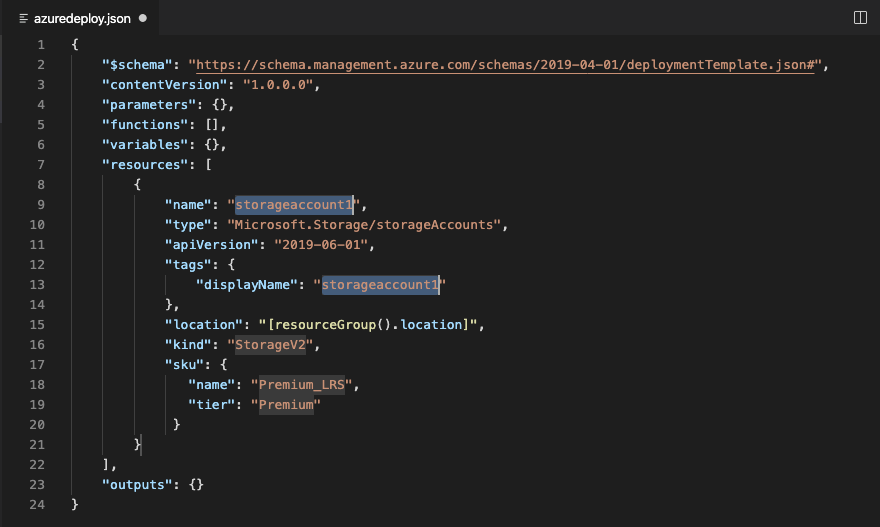 azuredeploy.json
1 {
2 "$schema": "https://schema.management.azure.com/schemas/2019-04-01/deploymentTemplate.json#",
3 "contentVersion": "1.0.0.0",
4 "parameters": {},
5 "functions": [],
6 "variables": {},
7 "resources": [
8 {
9 "name": "storageaccount1",
10 "type": "Microsoft.Storage/storageAccounts",
11 "apiVersion": "2019-06-01",
12 "tags": {
13 "displayName": "storageaccount1"
14 },
15 "location": "[resourceGroup().location]",
16 "kind": "StorageV2",
17 "sku": {
18 "name": "Premium_LRS",
19 "tier": "Premium"
20 }
21 }
22 ],
23 "outputs": {}
24 }